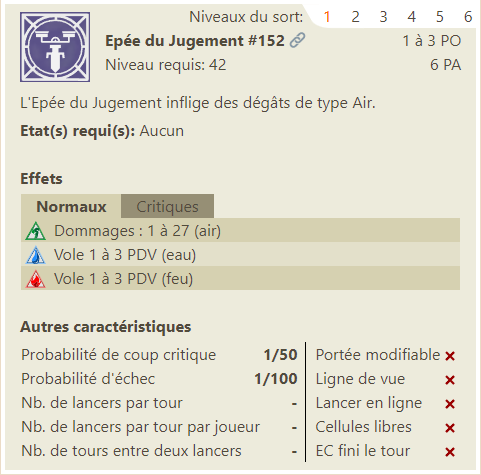 Niveaux du sort: 1 2 3 4 5 6
Epée du Jugement #152 1 à 3 PO
Niveau requis: 42 6 PA
L'Epée du Jugement inflige des dégâts de type Air.
Etat(s) requi(s): Aucun
Effets
Normaux Critiques
Dommages : 1 à 27 (air)
Vole 1 à 3 PDV (eau)
Vole 1 à 3 PDV (feu)
Autres caractéristiques
Probabilité de coup critique 1/50 Portée modifiable
Probabilité d'échec 1/100 Ligne de vue
Nb. de lancers par tour - Lancer en ligne
Nb. de lancers par tour par joueur - Cellules libres
Nb. de tours entre deux lancers - EC fini le tour